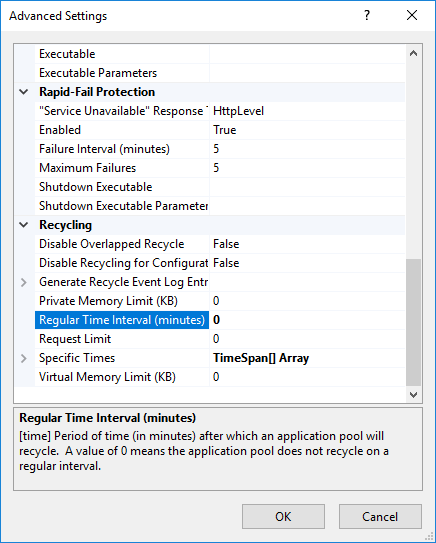 Advanced Settings
Executable
Executable Parameters
Rapid-Fail Protection
"Service Unavailable" Response T HttpLevel
Enabled True
Failure Interval (minutes) 5
Maximum Failures 5
Shutdown Executable
Shutdown Executable Parameter
Recycling
Disable Overlapped Recycle False
Disable Recycling for Configurat False
Generate Recycle Event Log Entr
Private Memory Limit (KB) 0
Regular Time Interval (minutes) 0
Request Limit 0
Specific Times TimeSpan[] Array
Virtual Memory Limit (KB) 0
Regular Time Interval (minutes)
[time] Period of time (in minutes) after which an application pool will
recycle.  A value of 0 means the application pool does not recycle on a
regular interval.
OK Cancel